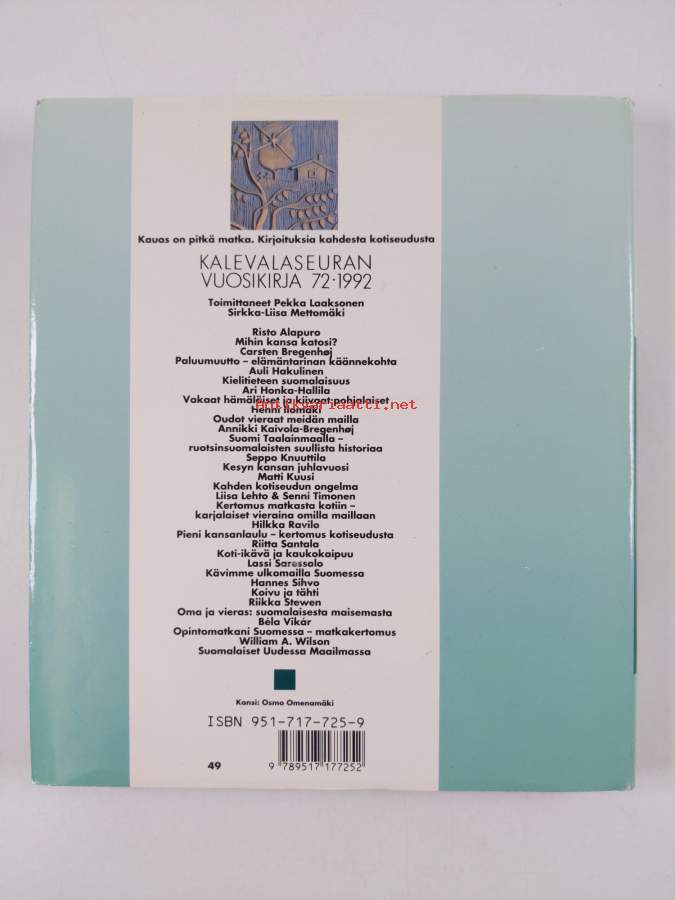 Kauas on pitkä matka. Kirjoituksia kahdesta kotiseudusta
KALEVALASEURAN
VUOSIKIRJA 72·1992
Toimittaneet Pekka Laaksonen
Sirkka-Liisa Mettomäki
Risto Alapuro
Mihin kansa katosi?
Carsten Bregenhøj
Paluumuutto – elämäntarinan käännekohta
Auli Hakulinen
Kielitieteen suomalaisuus
Ari Honka-Hallila
Vakaat hämäläiset ja kiivaat pohjalaiset
antikvariaatti.net
Henni Ilomäki
Oudot vieraat meidän mailla
Annikki Kaivola-Bregenhøj
Suomi Taalainmaalla –
ruotsinsuomalaisten suullista historiaa
Seppo Knuuttila
Kesyn kansan juhlavuosi
Matti Kuusi
Kahden kotiseudun ongelma
Liisa Lehto & Senni Timonen
Kertomus matkasta kotiin –
karjalaiset vieraina omilla maillaan
Hilkka Ravilo
Pieni kansanlaulu – kertomus kotiseudusta
Riitta Santala
Koti-ikävä ja kaukokaipuu
Lassi Saressalo
Kävimme ulkomailla Suomessa
Hannes Sihvo
Koivu ja tähti
Riikka Stewen
Oma ja vieras: suomalaisesta maisemasta
Béla Vikár
Opintomatkani Suomessa – matkakertomus
William A. Wilson
Suomalaiset Uudessa Maailmassa
Kansi: Osmo Omenamäki
ISBN 951-717-725-9
49
9 789517 177252